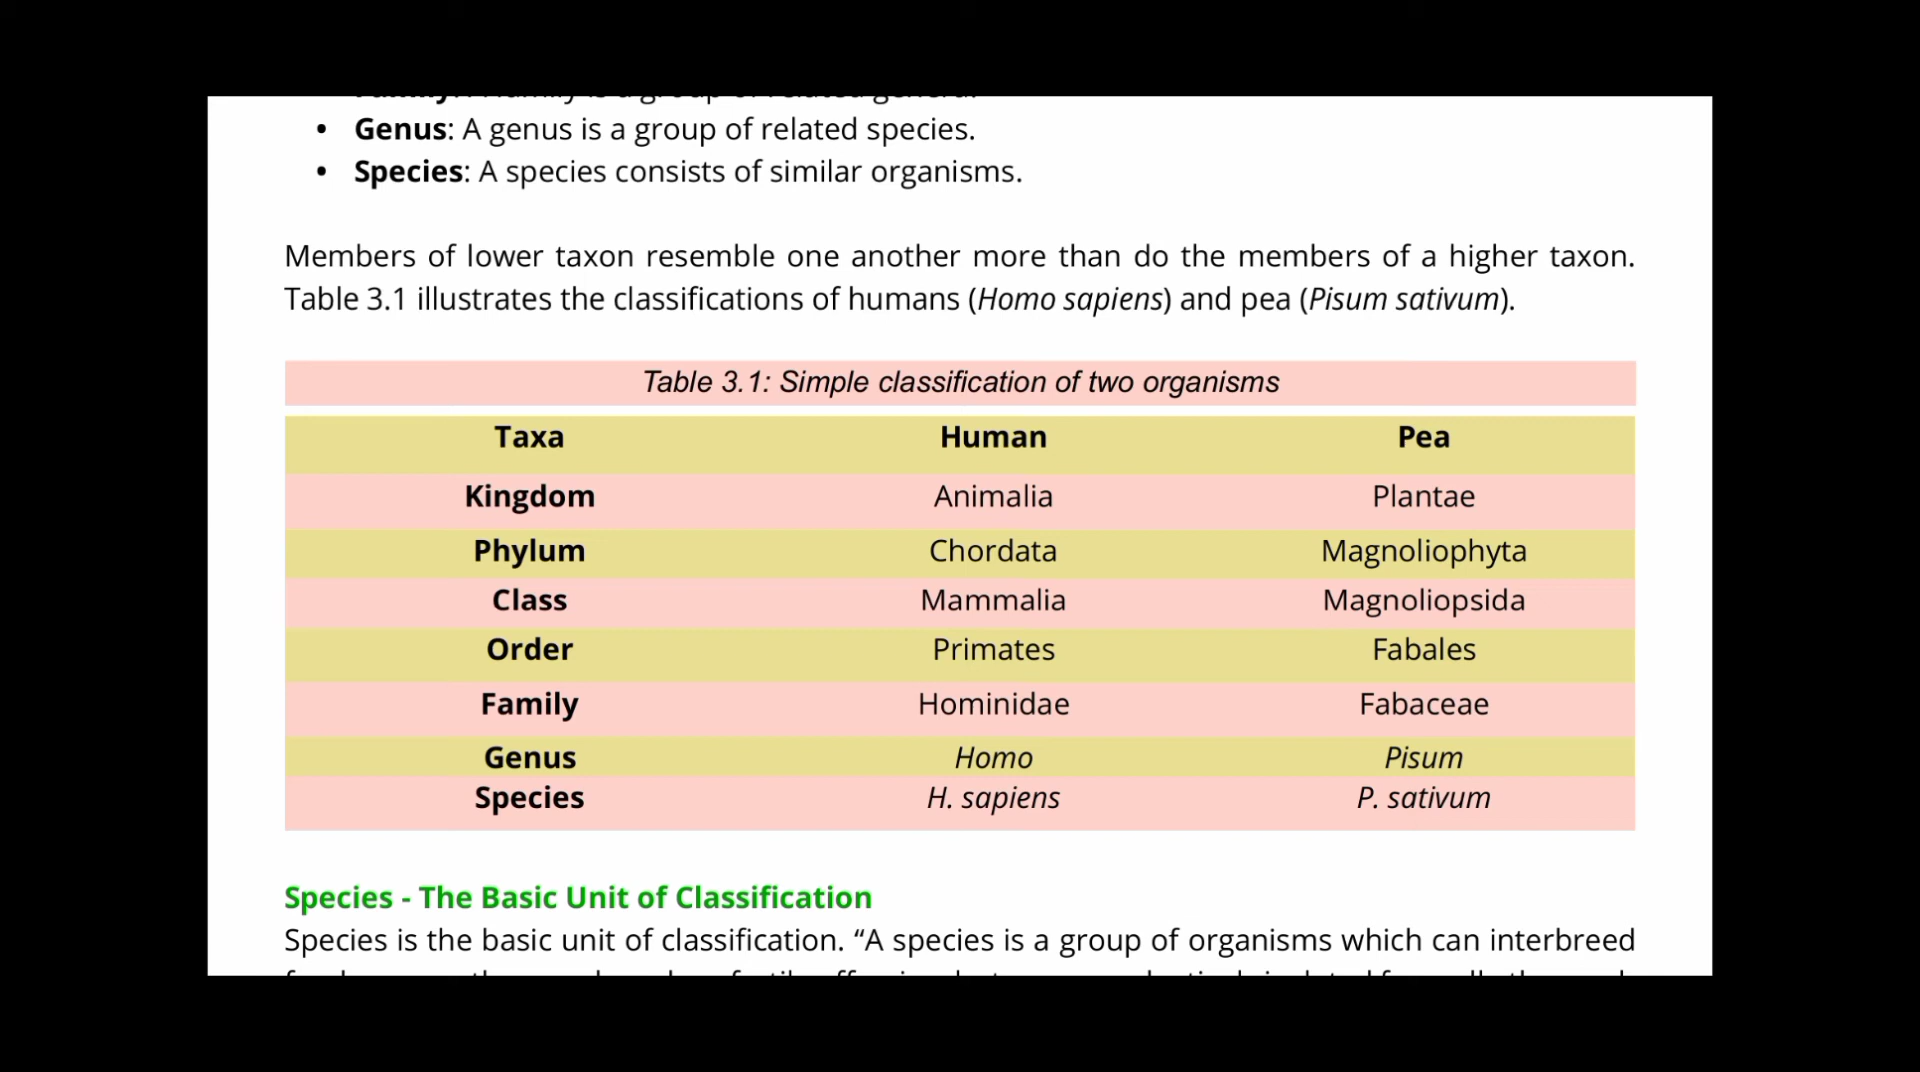 • Genus: A genus is a group of related species.
• Species: A species consists of similar organisms.
Members of lower taxon resemble one another more than do the members of a higher taxon.
Table 3.1 illustrates the classifications of humans (Homo sapiens) and pea (Pisum sativum).
Table 3.1: Simple classification of two organisms
Taxa Human Pea
Kingdom Animalia Plantae
Phylum Chordata Magnoliophyta
Class Mammalia Magnoliopsida
Order Primates Fabales
Family Hominidae Fabaceae
Genus Homo Pisum
Species H. sapiens P. sativum
Species - The Basic Unit of Classification
Species is the basic unit of classification. “A species is a group of organisms which can interbreed